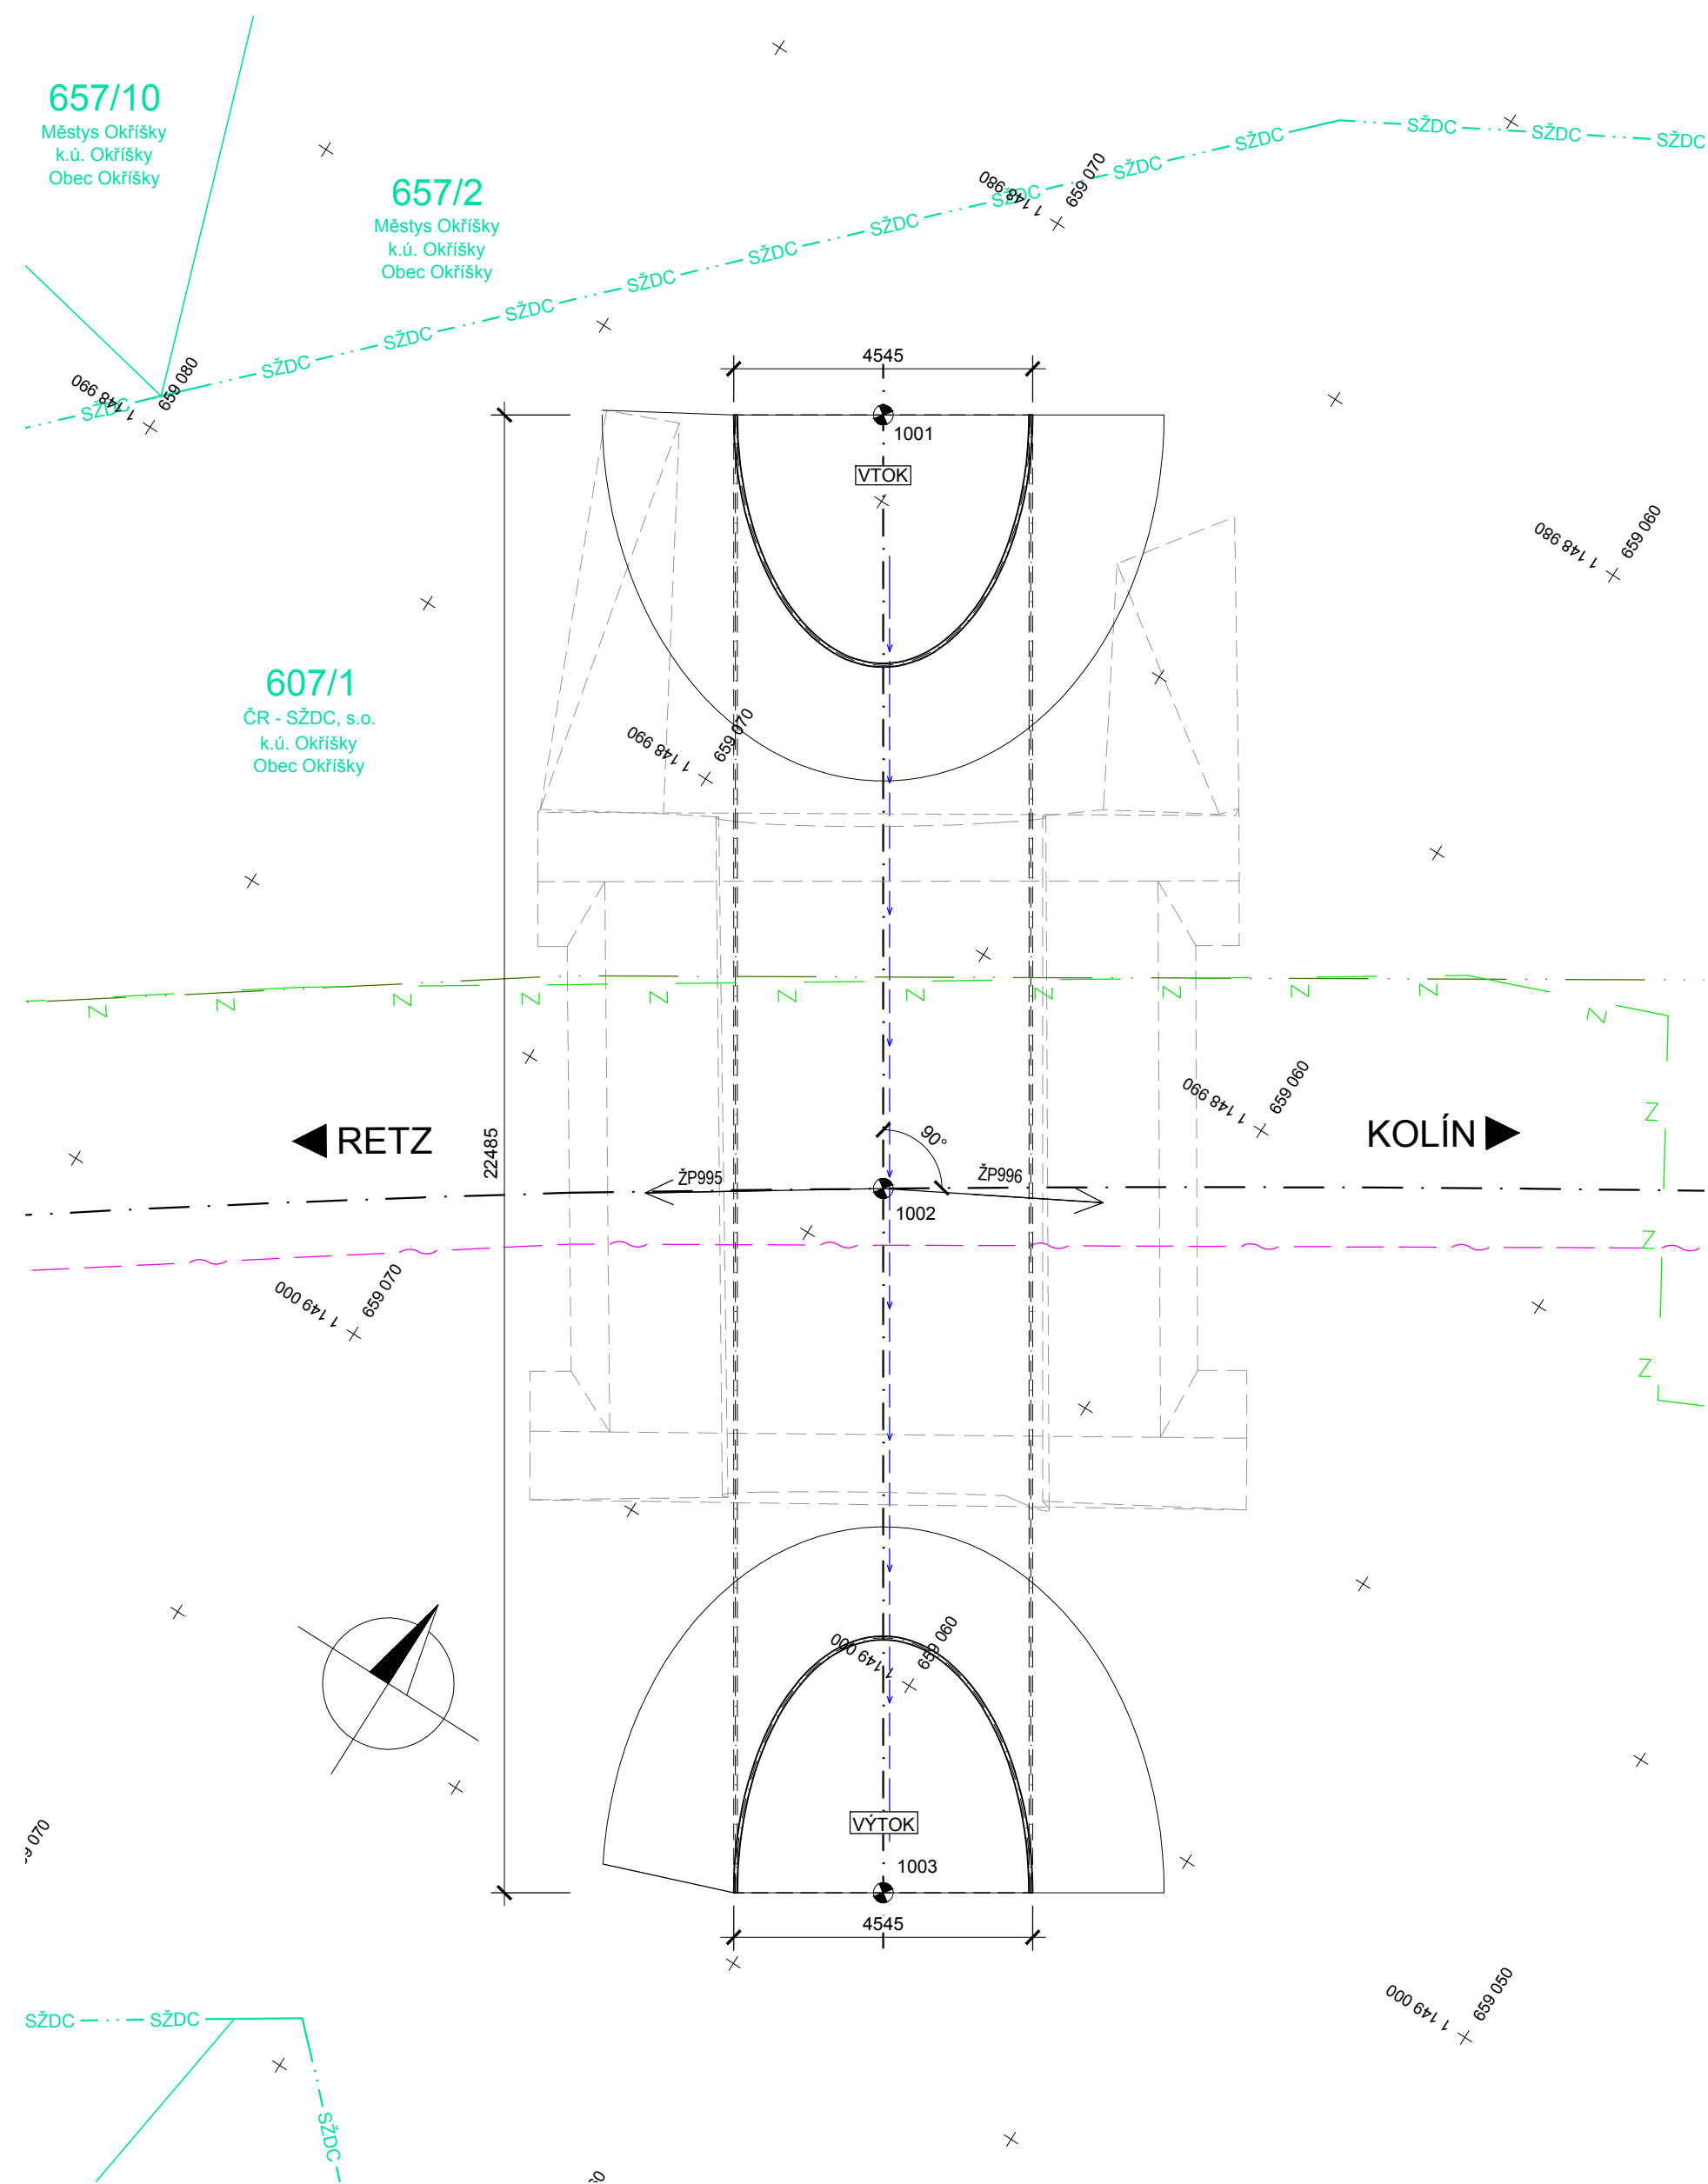 657/10
Městys Okříšky
k.ú. Okříšky
Obec Okříšky
657/2
Městys Okříšky
k.ú. Okříšky
Obec Okříšky
SŽDC
SŽDC
SŽDC
SŽDC
SŽDC
SŽDC
SŽDC
SŽDC
SŽDC
SŽDC
SŽDC
SŽDC
SŽDC
1 148 980
659 070
1 148 990
659 080
4545
1001
VTOK
1 148 980
659 060
607/1
ČR - SŽDC, s.o.
k.ú. Okříšky
Obec Okříšky
1 148 990
659 070
Z
Z
Z
Z
Z
Z
Z
Z
Z
Z
Z
Z
1 148 990
659 060
Z
RETZ
KOLÍN
22485
90°
ŽP995
ŽP996
1002
Z
1 149 000
659 070
Z
1 149 000
659 060
VÝTOK
1003
4545
1 149 000
659 050
SŽDC
SŽDC
SŽDC